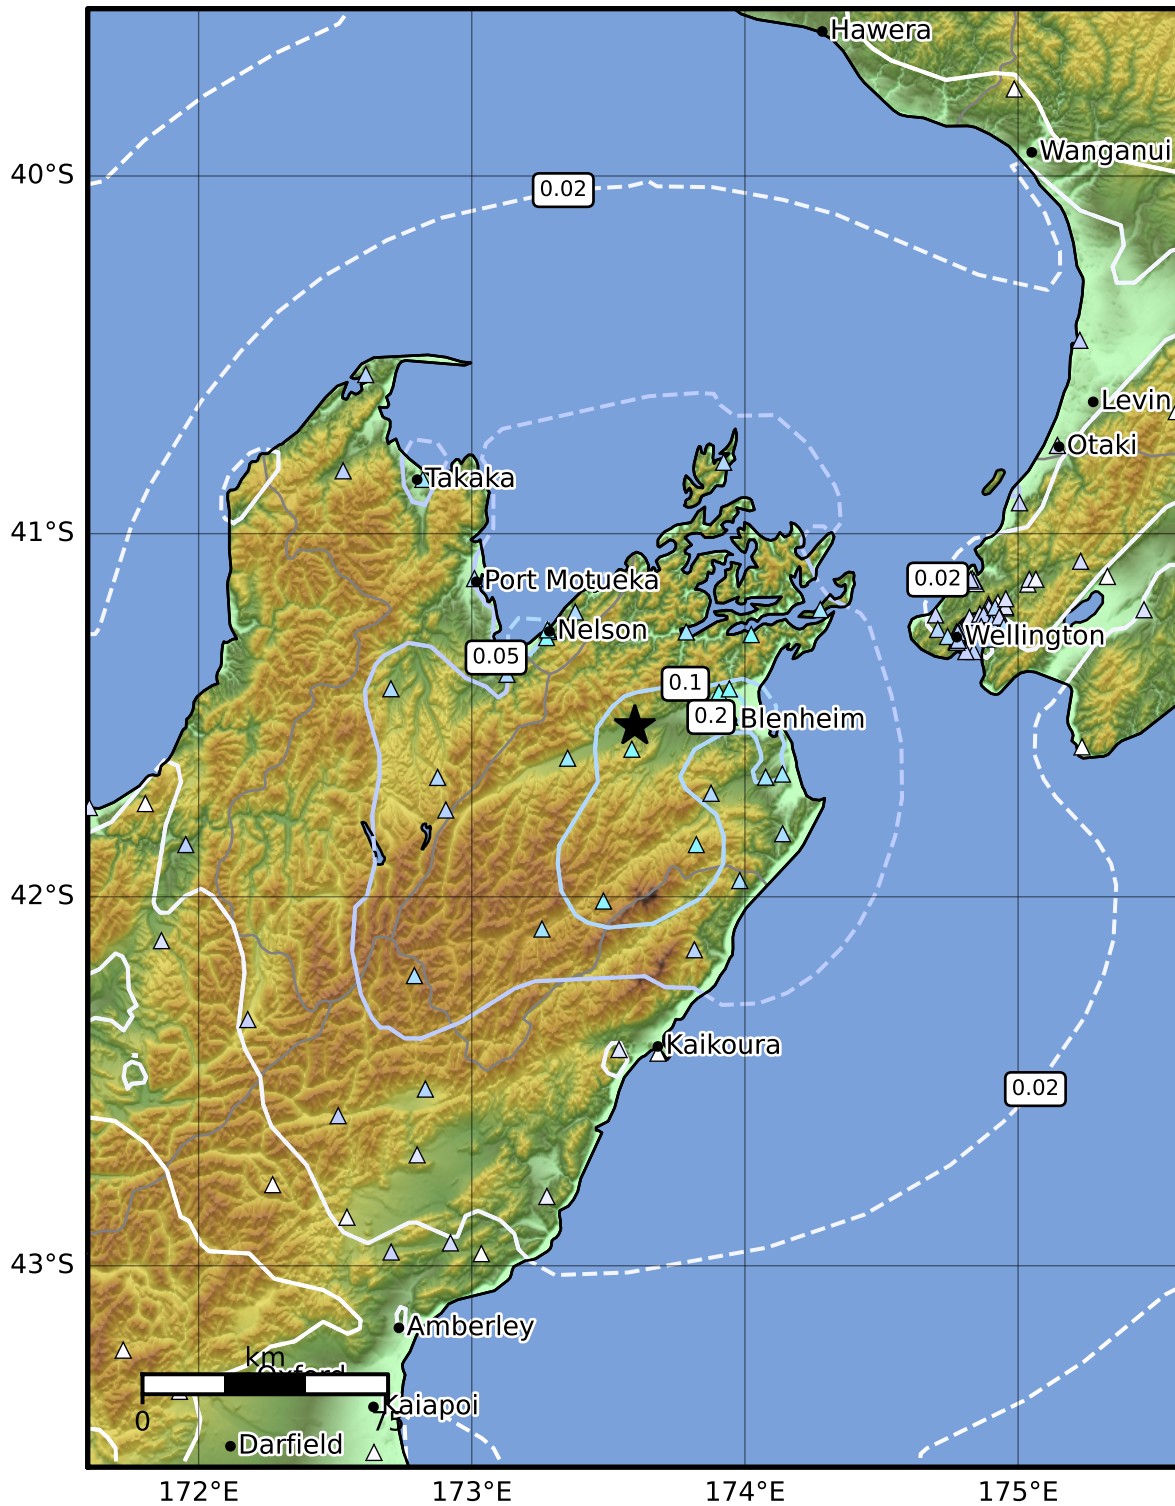 Hawera
Wanganui
40°S
0.02
Levin
Otaki
Takaka
41°S
Port Motueka
0.02
Nelson
Wellington
0.05
0.1
0.2
Blenheim
42°S
Kaikoura
0.02
43°S
Amberley
km
Oxford
0
75
Kaiapoi
Darfield
172°E
173°E
174°E
175°E